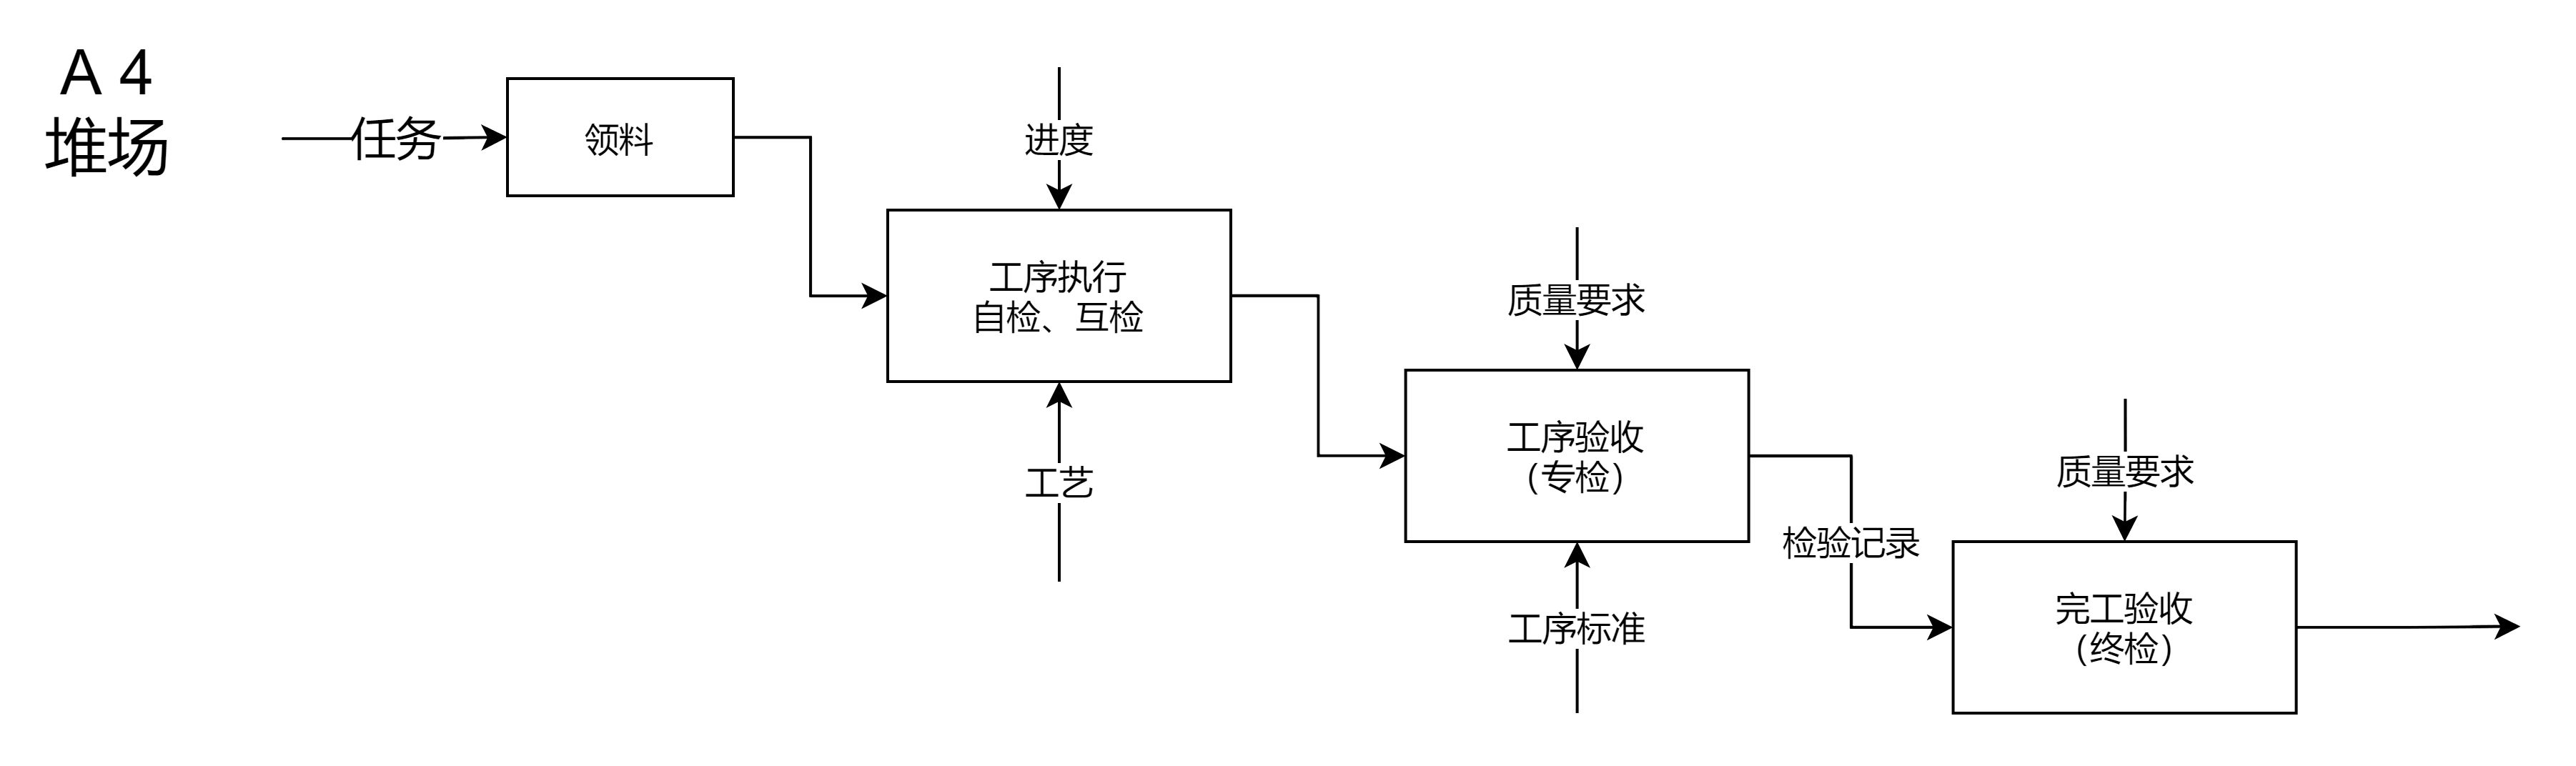 A 4
堆场
任务
领料
进度
工序执行
自检、互检
工艺
质量要求
工序验收
（专检）
工序标准
检验记录
质量要求
完工验收
（终检）